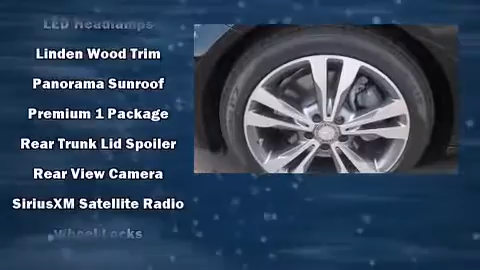 LED Headlamps
Linden Wood Trim
Panorama Sunroof
Premium 1 Package
Rear Trunk Lid Spoiler
Rear View Camera
SiriusXM Satellite Radio
Wheel Locks